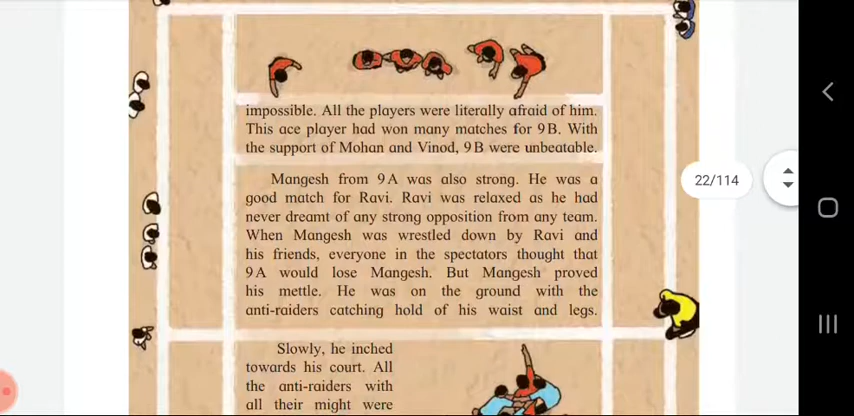 impossible. All the players were literally afraid of him.
This ace player had won many matches for 9 B. With
the support of Mohan and Vinod, 9 B were unbeatable.
Mangesh from 9 A was also strong. He was a
good match for Ravi. Ravi was relaxed as he had
never dreamt of any strong opposition from any team.
When Mangesh was wrestled down by Ravi and
his friends, everyone in the spectators thought that
9 A would lose Mangesh. But Mangesh proved
his mettle. He was on the ground with the
anti-raiders catching hold of his waist and legs.
22/114
Slowly, he inched
towards his court. All
the anti-raiders with
all their might were